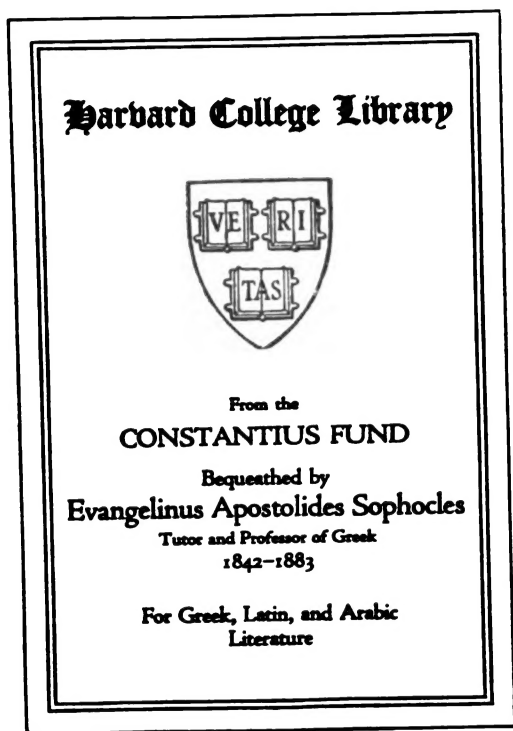 Harvard College Library
VE RI
TAS
From the
CONSTANTIUS FUND
Bequeathed by
Evangelinus Apostolides Sophocles
Tutor and Professor of Greek
1842–1883
For Greek, Latin, and Arabic
Literature